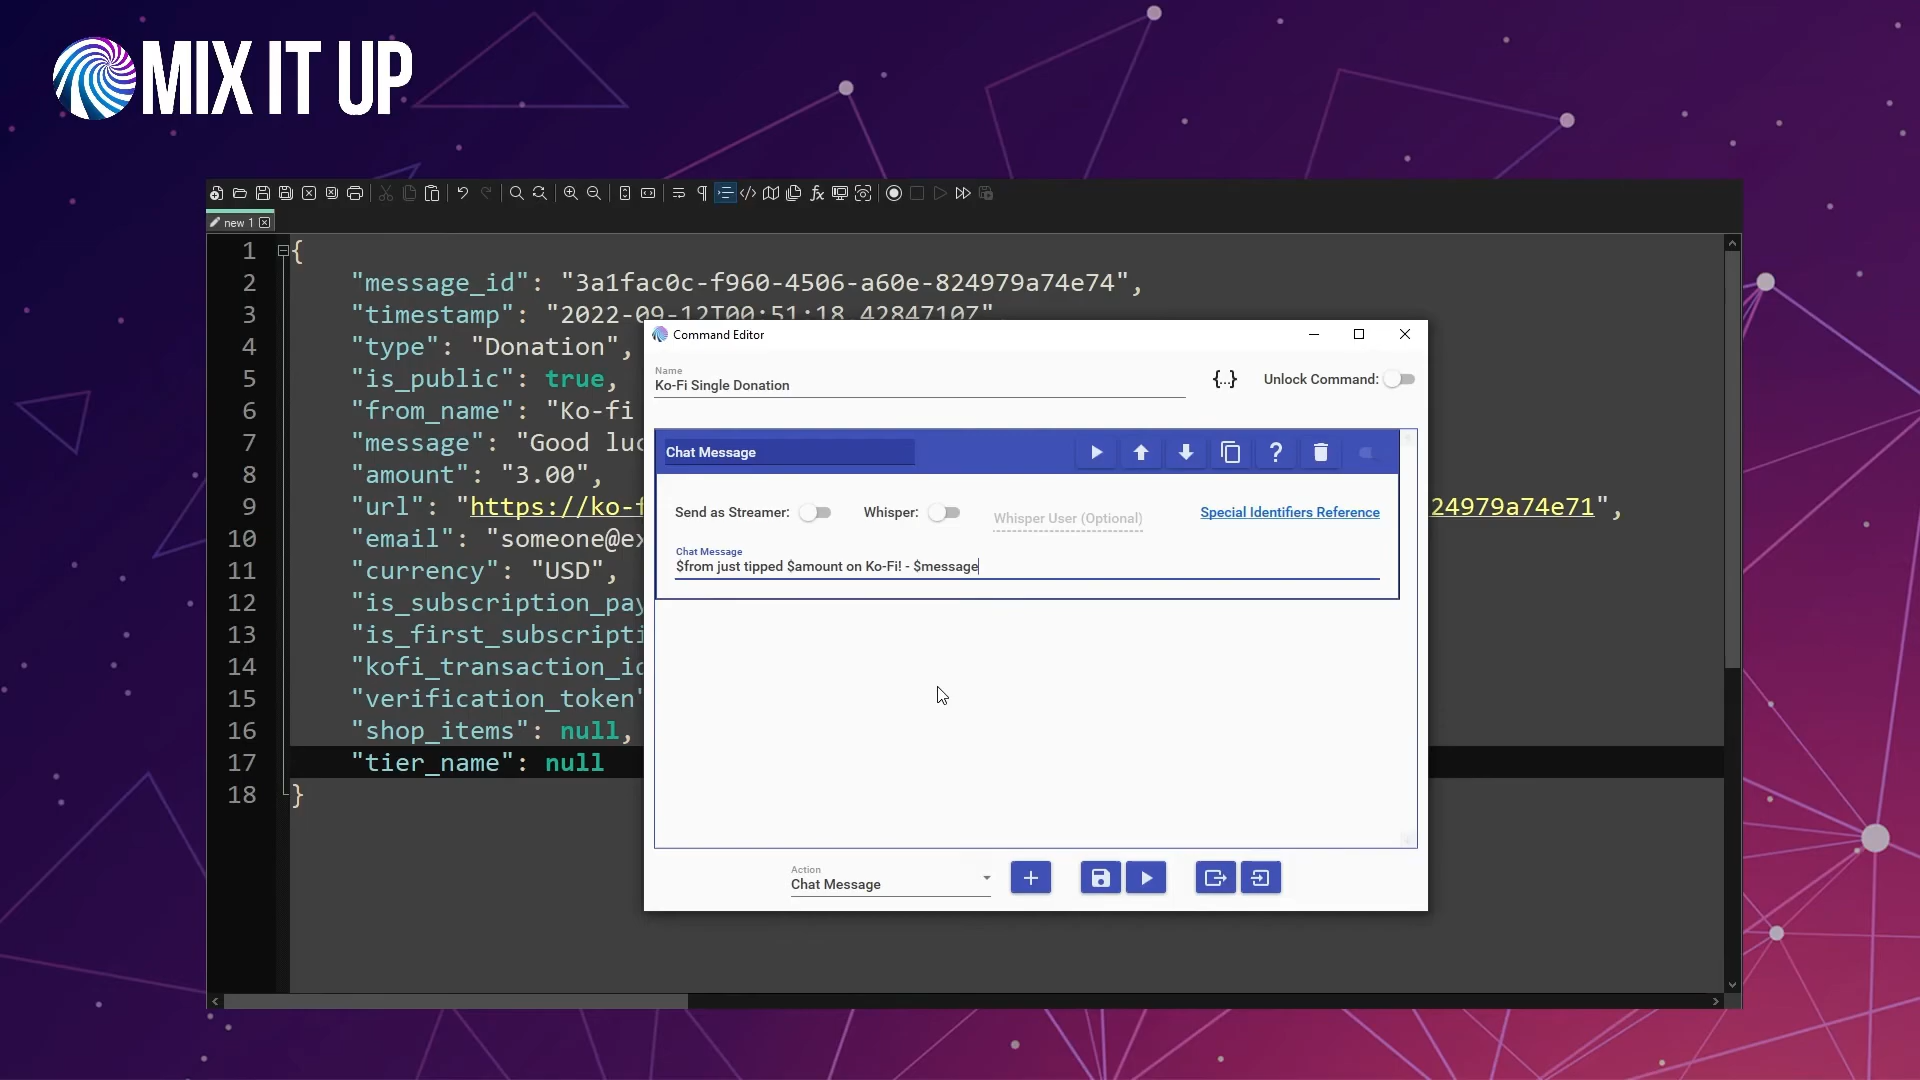 MIX IT UP
new 1
1 {
2 "message_id": "3a1fac0c-f960-4506-a60e-824979a74e74",
3 "timestamp": "2022-09-12T00:51:18.4284710Z"
4 "type": "Donation",
5 "is_public": true,
6 "from_name": "Ko-fi
7 "message": "Good luc
8 "amount": "3.00",
9 "url": "https://ko-f 24979a74e71",
10 "email": "someone@ex
11 "currency": "USD",
12 "is_subscription_pay
13 "is_first_subscripti
14 "kofi_transaction_id
15 "verification_token"
16 "shop_items": null,
17 "tier_name": null
18 }
Command Editor
Name
Ko-Fi Single Donation
{...} Unlock Command:
Chat Message
Send as Streamer: Whisper: Whisper User (Optional) Special Identifiers Reference
Chat Message
$from just tipped $amount on Ko-Fi! - $message
Action
Chat Message